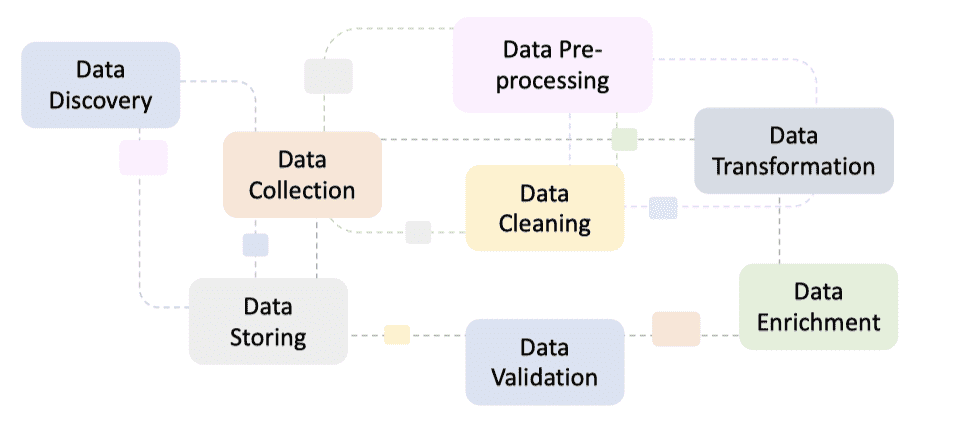 Data
Discovery
Data Pre-
processing
Data
Collection
Data
Transformation
Data
Cleaning
Data
Storing
Data
Enrichment
Data
Validation